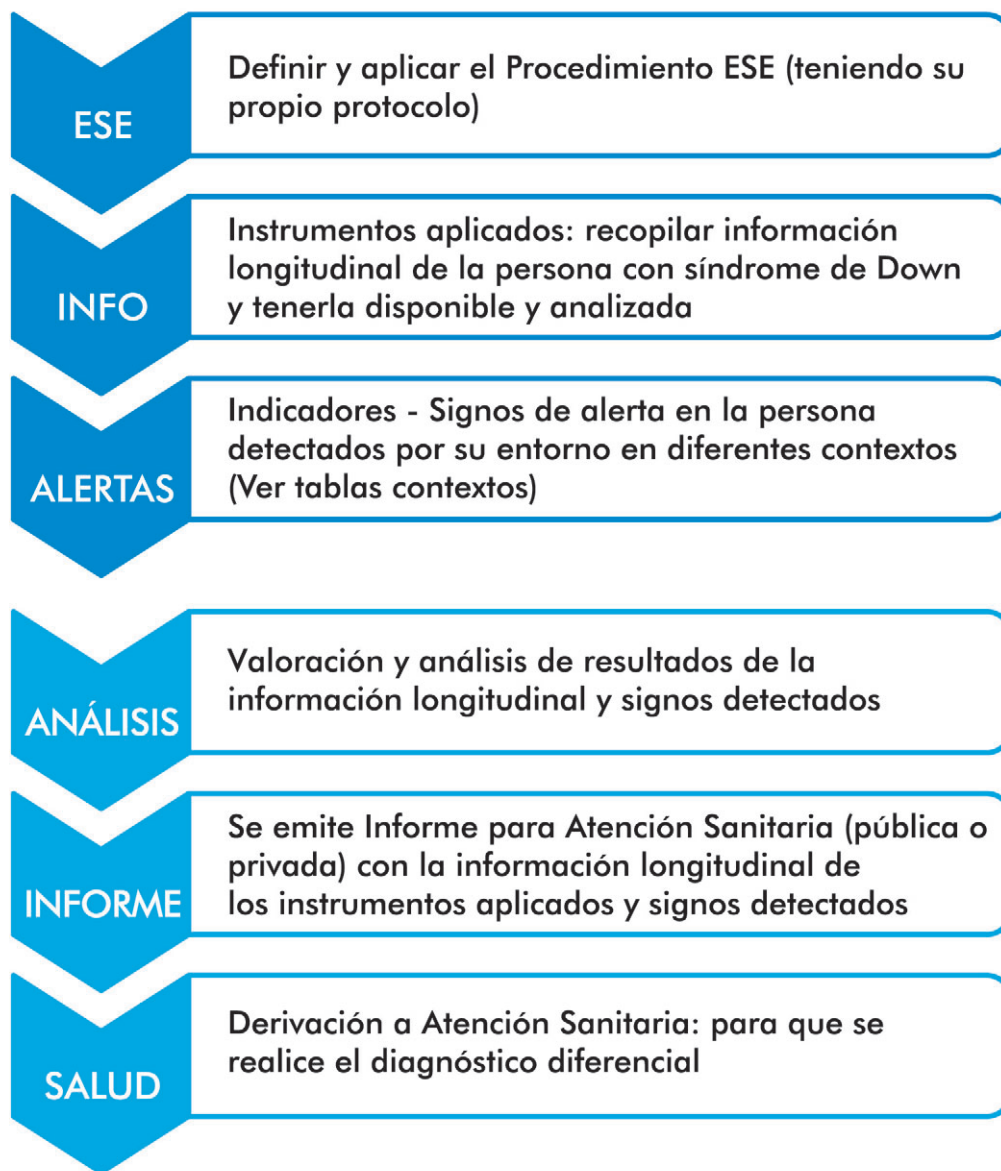 ESE
Definir y aplicar el Procedimiento ESE (teniendo su
propio protocolo)
INFO
Instrumentos aplicados: recopilar información
longitudinal de la persona con síndrome de Down
y tenerla disponible y analizada
ALERTAS
Indicadores - Signos de alerta en la persona
detectados por su entorno en diferentes contextos
(Ver tablas contextos)
ANÁLISIS
Valoración y análisis de resultados de la
información longitudinal y signos detectados
INFORME
Se emite Informe para Atención Sanitaria (pública o
privada) con la información longitudinal de
los instrumentos aplicados y signos detectados
SALUD
Derivación a Atención Sanitaria: para que se
realice el diagnóstico diferencial